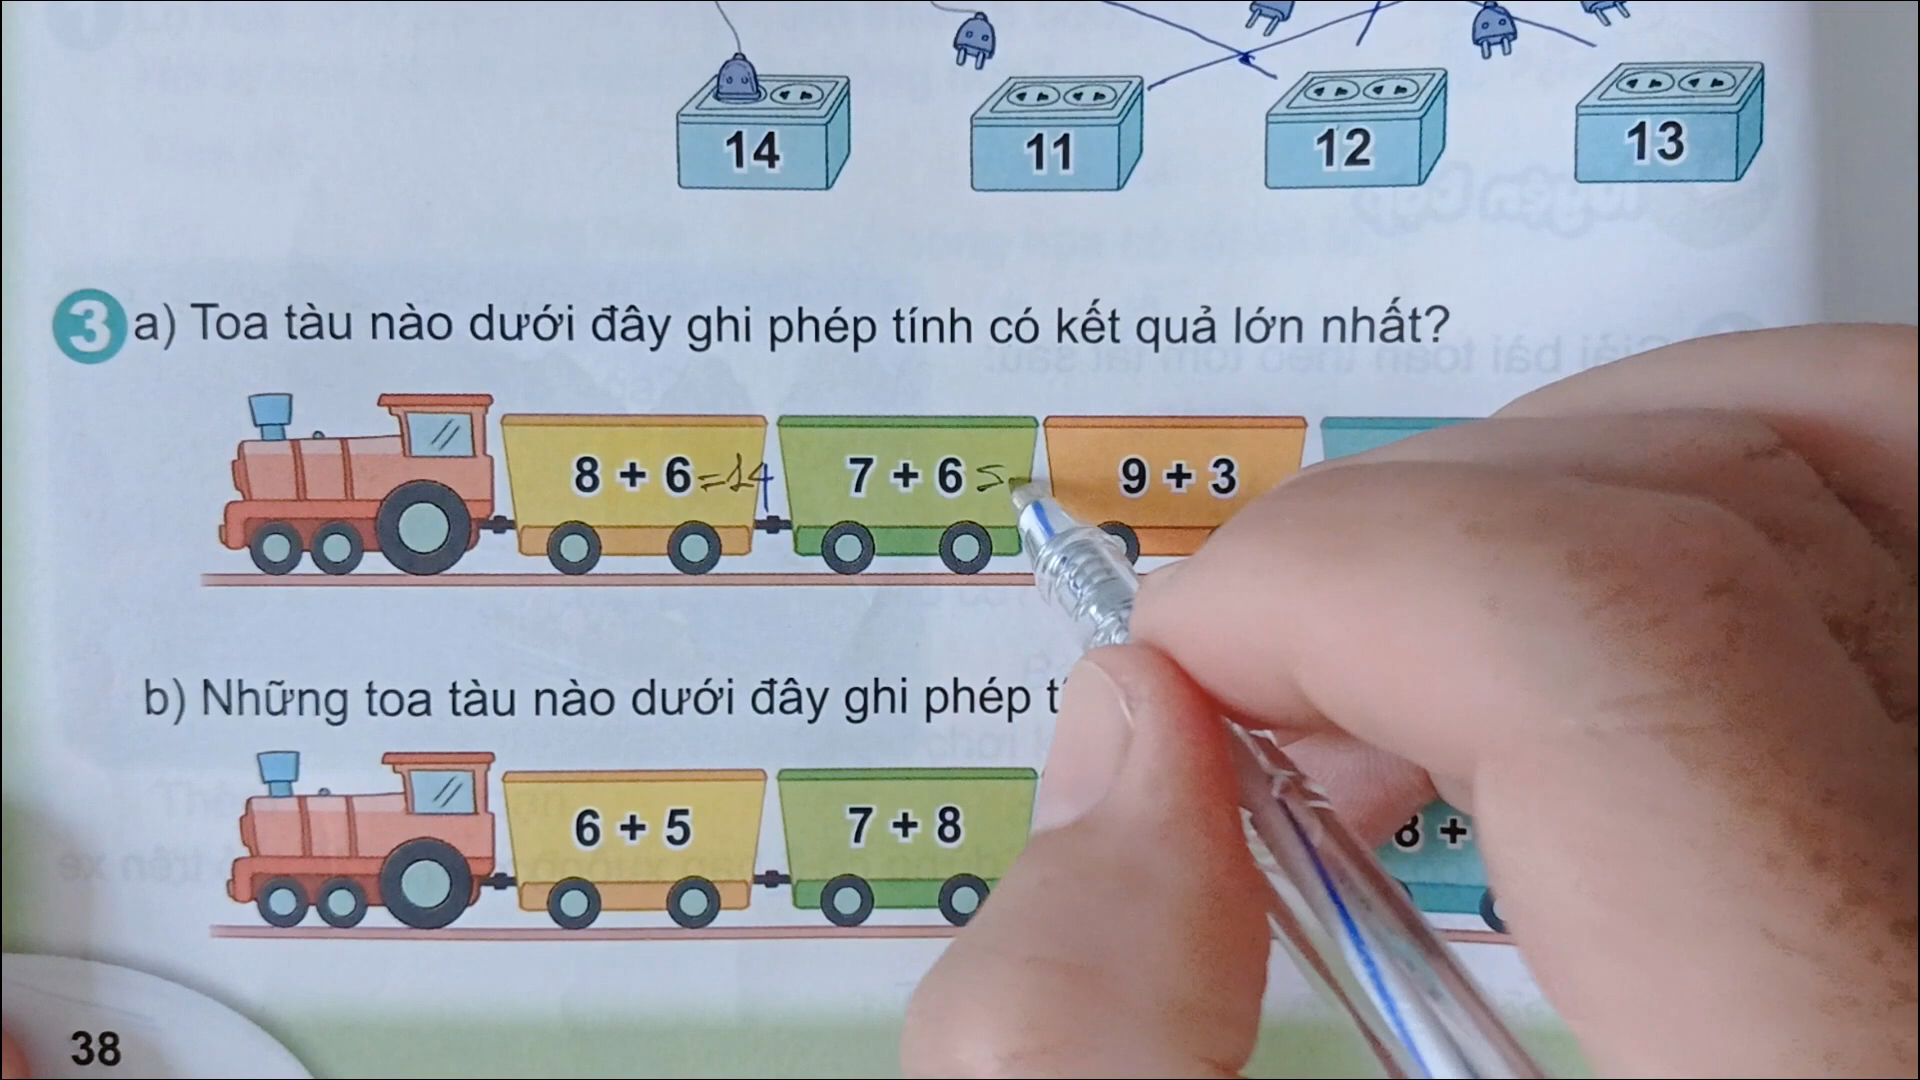 14 11 12 13
3 a) Toa tàu nào dưới đây ghi phép tính có kết quả lớn nhất?
8 + 6 =14 7 + 6 9 + 3
b) Những toa tàu nào dưới đây ghi phép
6 + 5 7 + 8 8 +
38